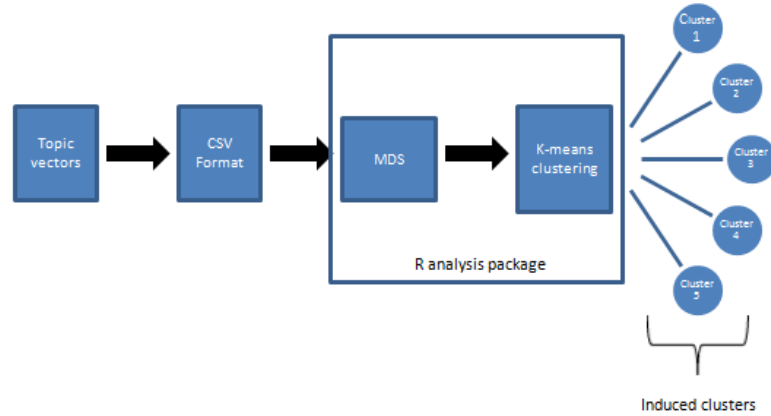 Topic
vectors
CSV
Format
MDS
K-means
clustering
R analysis package
Cluster
1
Cluster
2
Cluster
3
Cluster
4
Cluster
5
Induced clusters